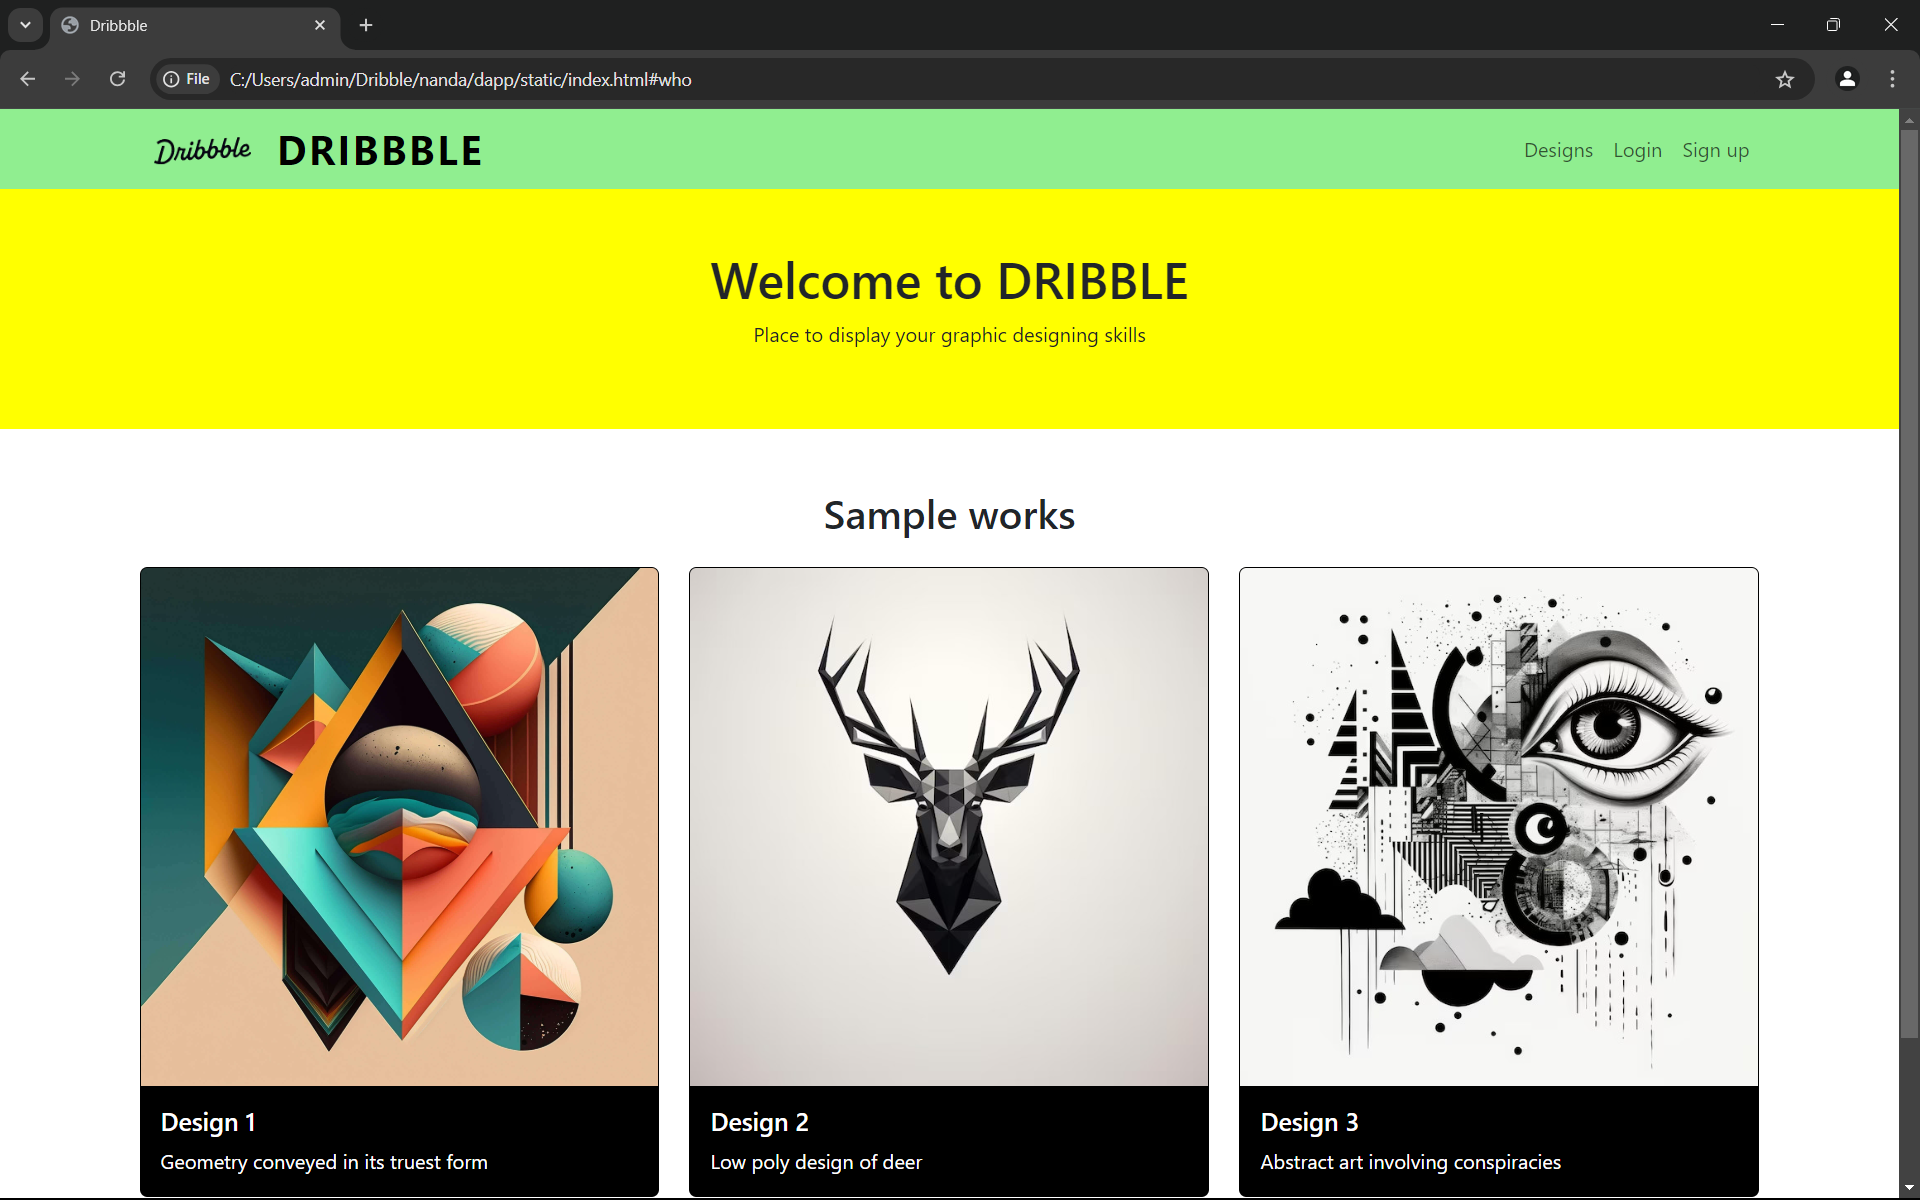 Dribbble
File C:/Users/admin/Dribble/nanda/dapp/static/index.html#who
Dribbble DRIBBBLE Designs Login Sign up
Welcome to DRIBBLE
Place to display your graphic designing skills
Sample works
Design 1
Geometry conveyed in its truest form
Design 2
Low poly design of deer
Design 3
Abstract art involving conspiracies